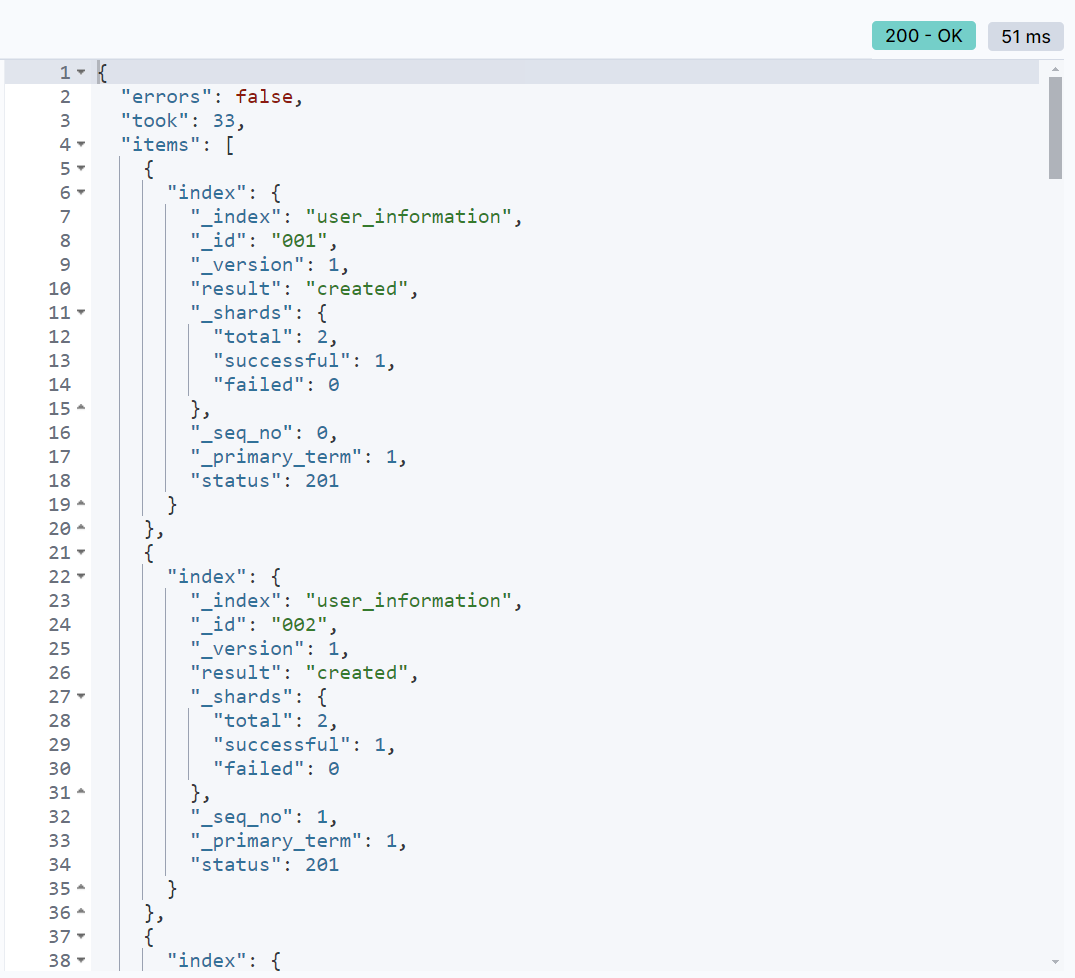 200 - OK 51 ms
1 {
2 "errors": false,
3 "took": 33,
4 "items": [
5 {
6 "index": {
7 "_index": "user_information",
8 "_id": "001",
9 "_version": 1,
10 "result": "created",
11 "_shards": {
12 "total": 2,
13 "successful": 1,
14 "failed": 0
15 },
16 "_seq_no": 0,
17 "_primary_term": 1,
18 "status": 201
19 }
20 },
21 {
22 "index": {
23 "_index": "user_information",
24 "_id": "002",
25 "_version": 1,
26 "result": "created",
27 "_shards": {
28 "total": 2,
29 "successful": 1,
30 "failed": 0
31 },
32 "_seq_no": 1,
33 "_primary_term": 1,
34 "status": 201
35 }
36 },
37 {
38 "index": {